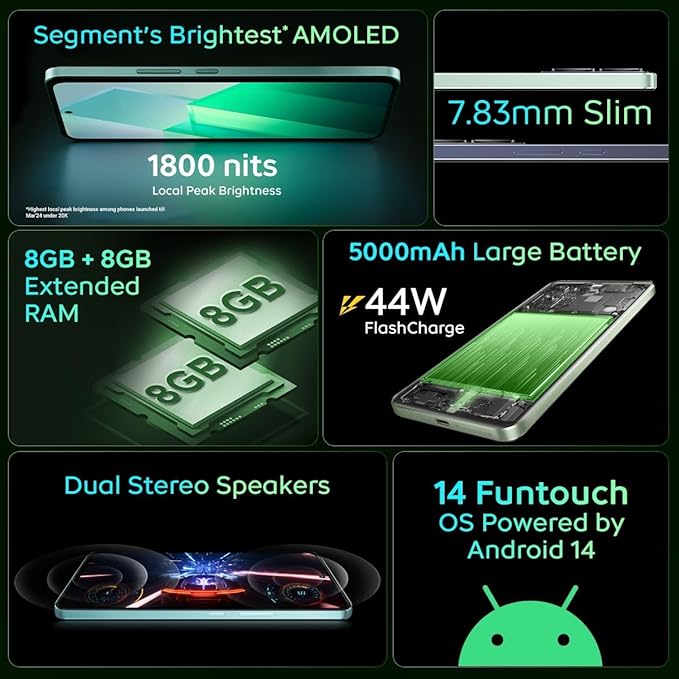 Segment's Brightest* AMOLED
1800 nits
Local Peak Brightness
*Highest local peak brightness among phones launched till
Mar'24 under 20K
7.83mm Slim
8GB + 8GB
Extended
RAM
8GB
8GB
5000mAh Large Battery
44W
FlashCharge
Dual Stereo Speakers
14 Funtouch
OS Powered by
Android 14